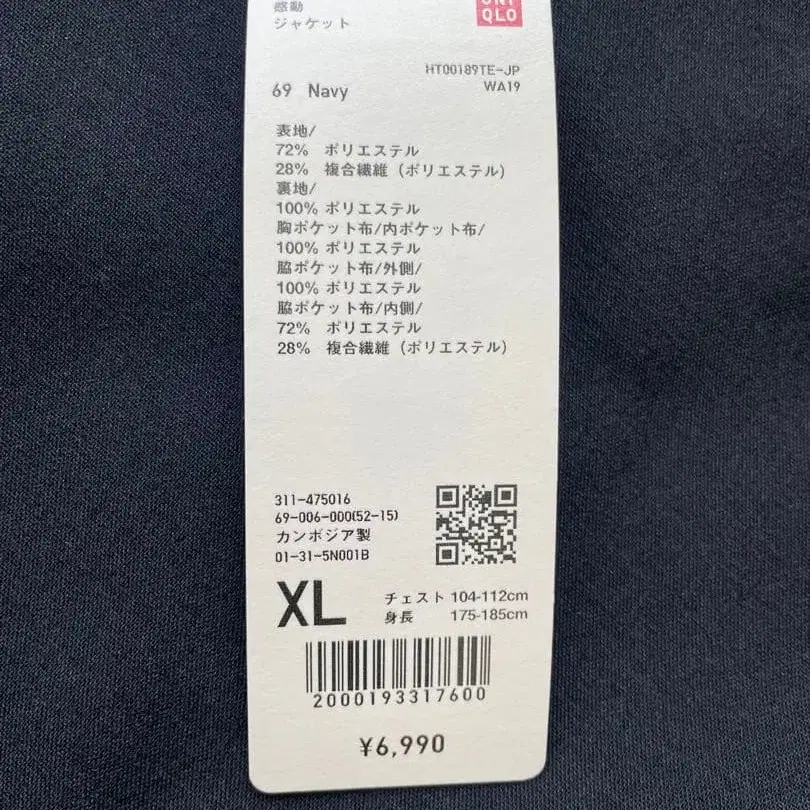 感動
ジャケット
UNI
QLO
HT00189TE-JP
69 Navy
WA19
表地/
72% ポリエステル
28% 複合繊維（ポリエステル）
裏地/
100% ポリエステル
胸ポケット布/内ポケット布/
100% ポリエステル
脇ポケット布/外側/
100% ポリエステル
脇ポケット布/内側/
72% ポリエステル
28% 複合繊維（ポリエステル）
311-475016
69-006-000(52-15)
カンボジア製
01-31-5N001B
XL
チェスト 104-112cm
身長 175-185cm
2000193317600
¥6,990